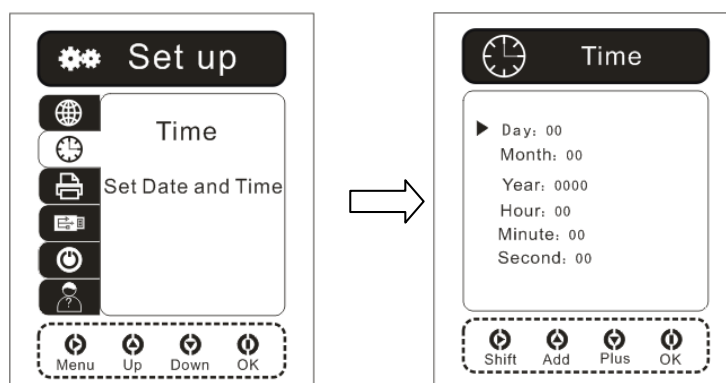 Set up
Time
Set Date and Time
Menu Up Down OK
Time
Day: 00
Month: 00
Year: 0000
Hour: 00
Minute: 00
Second: 00
Shift Add Plus OK